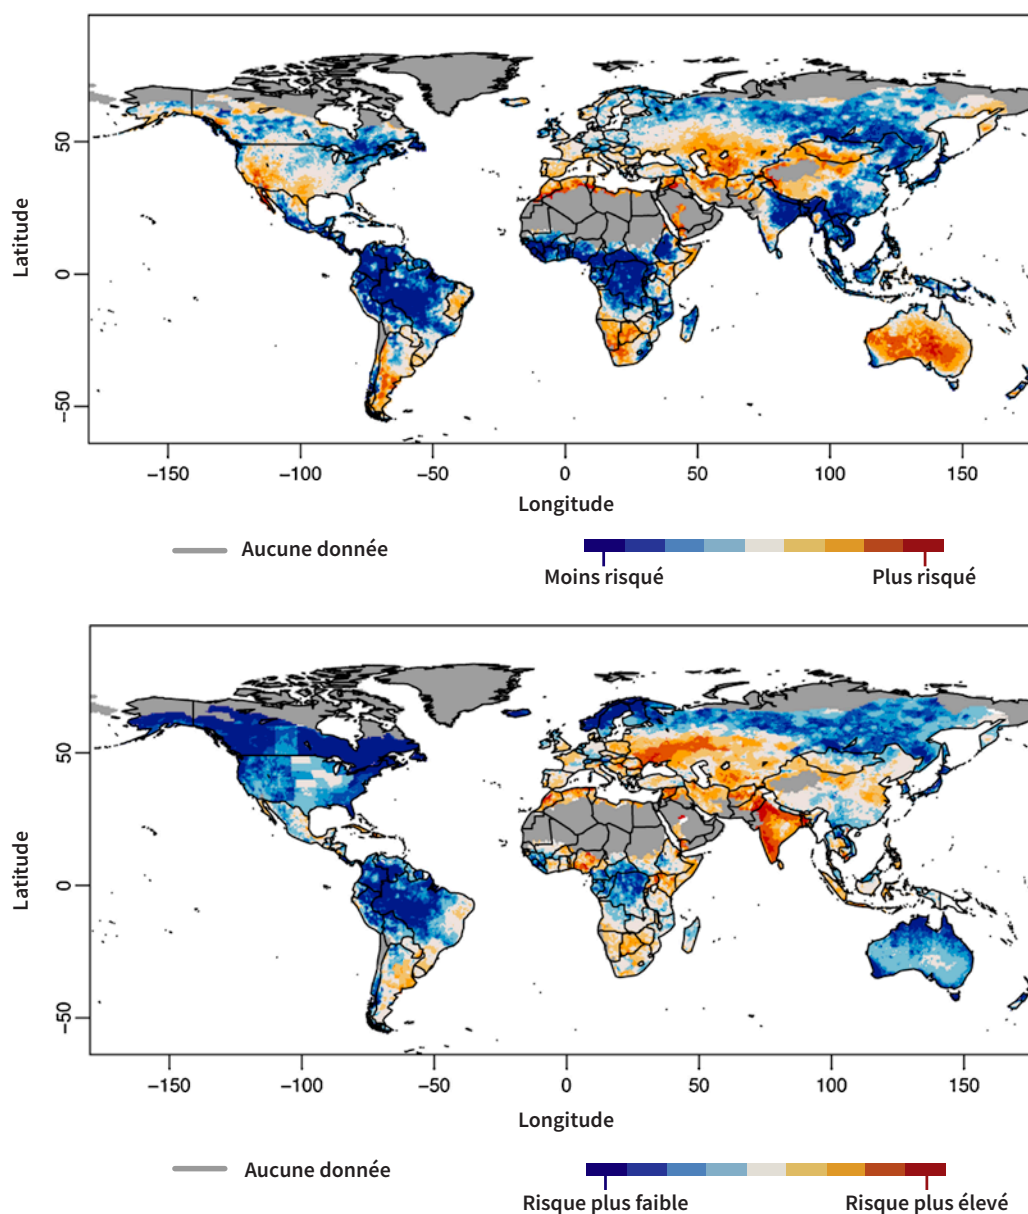 50
0
−50
Latitude
−150
−100
−50
0
50
100
150
Longitude
Aucune donnée
Moins risqué
Plus risqué
50
0
−50
Latitude
−150
−100
−50
0
50
100
150
Longitude
Aucune donnée
Risque plus faible
Risque plus élevé